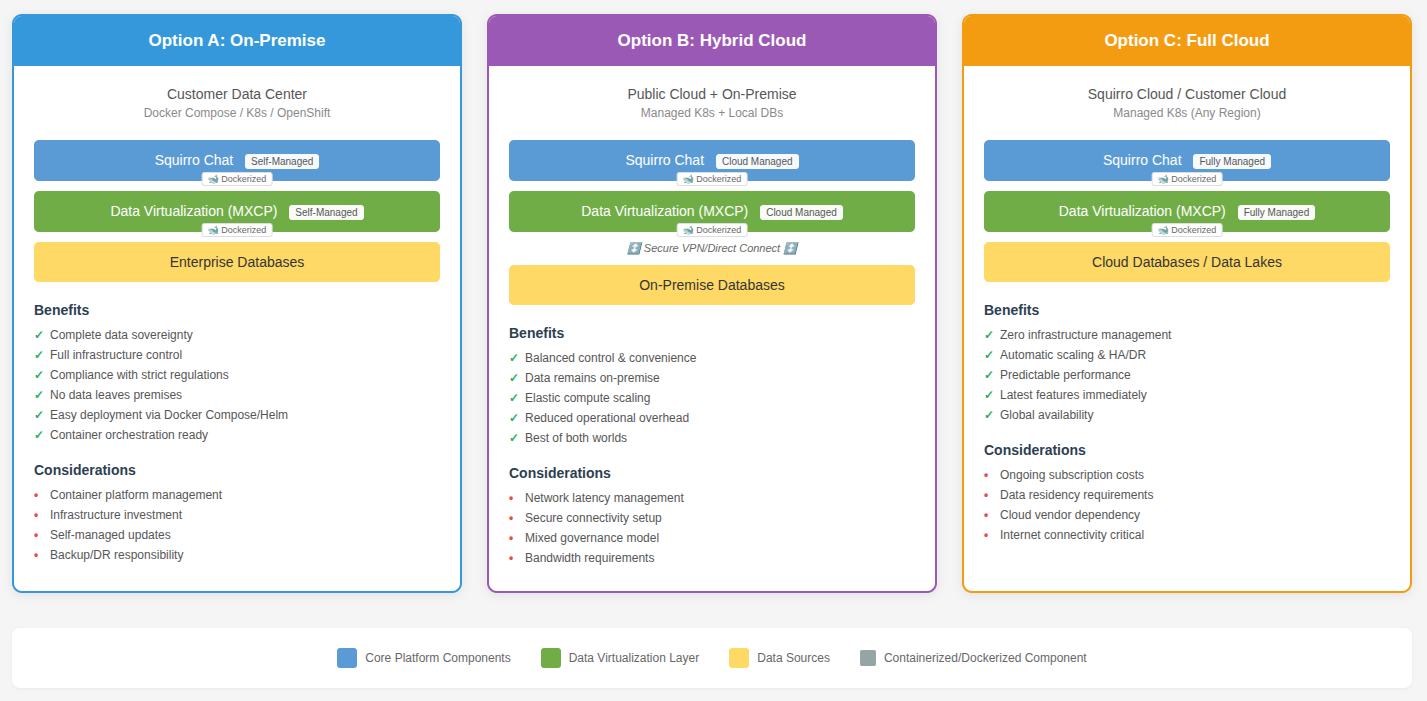 Option A: On-Premise
Customer Data Center
Docker Compose / K8s / OpenShift
Squirro Chat Self-Managed
🐋 Dockerized
Data Virtualization (MXCP) Self-Managed
🐋 Dockerized
Enterprise Databases
Benefits
✓ Complete data sovereignty
✓ Full infrastructure control
✓ Compliance with strict regulations
✓ No data leaves premises
✓ Easy deployment via Docker Compose/Helm
✓ Container orchestration ready
Considerations
• Container platform management
• Infrastructure investment
• Self-managed updates
• Backup/DR responsibility
Option B: Hybrid Cloud
Public Cloud + On-Premise
Managed K8s + Local DBs
Squirro Chat Cloud Managed
🐋 Dockerized
Data Virtualization (MXCP) Cloud Managed
🐋 Dockerized
↕️ Secure VPN/Direct Connect ↕️
On-Premise Databases
Benefits
✓ Balanced control & convenience
✓ Data remains on-premise
✓ Elastic compute scaling
✓ Reduced operational overhead
✓ Best of both worlds
Considerations
• Network latency management
• Secure connectivity setup
• Mixed governance model
• Bandwidth requirements
Option C: Full Cloud
Squirro Cloud / Customer Cloud
Managed K8s (Any Region)
Squirro Chat Fully Managed
🐋 Dockerized
Data Virtualization (MXCP) Fully Managed
🐋 Dockerized
Cloud Databases / Data Lakes
Benefits
✓ Zero infrastructure management
✓ Automatic scaling & HA/DR
✓ Predictable performance
✓ Latest features immediately
✓ Global availability
Considerations
• Ongoing subscription costs
• Data residency requirements
• Cloud vendor dependency
• Internet connectivity critical
Core Platform Components
Data Virtualization Layer
Data Sources
Containerized/Dockerized Component